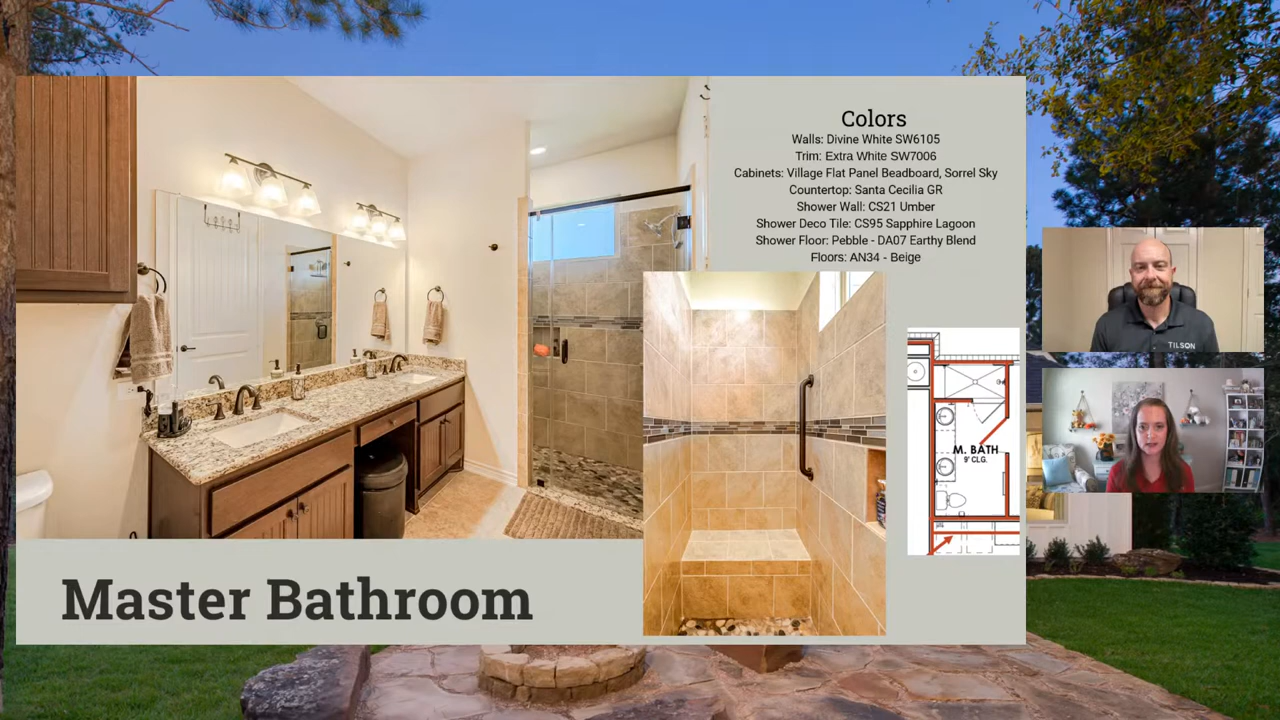 Colors
Walls: Divine White SW6105
Trim: Extra White SW7006
Cabinets: Village Flat Panel Beadboard, Sorrel Sky
Countertop: Santa Cecilia GR
Shower Wall: CS21 Umber
Shower Deco Tile: CS95 Sapphire Lagoon
Shower Floor: Pebble - DA07 Earthy Blend
Floors: AN34 - Beige
TILSON
M. BATH
9' CLG.
Master Bathroom